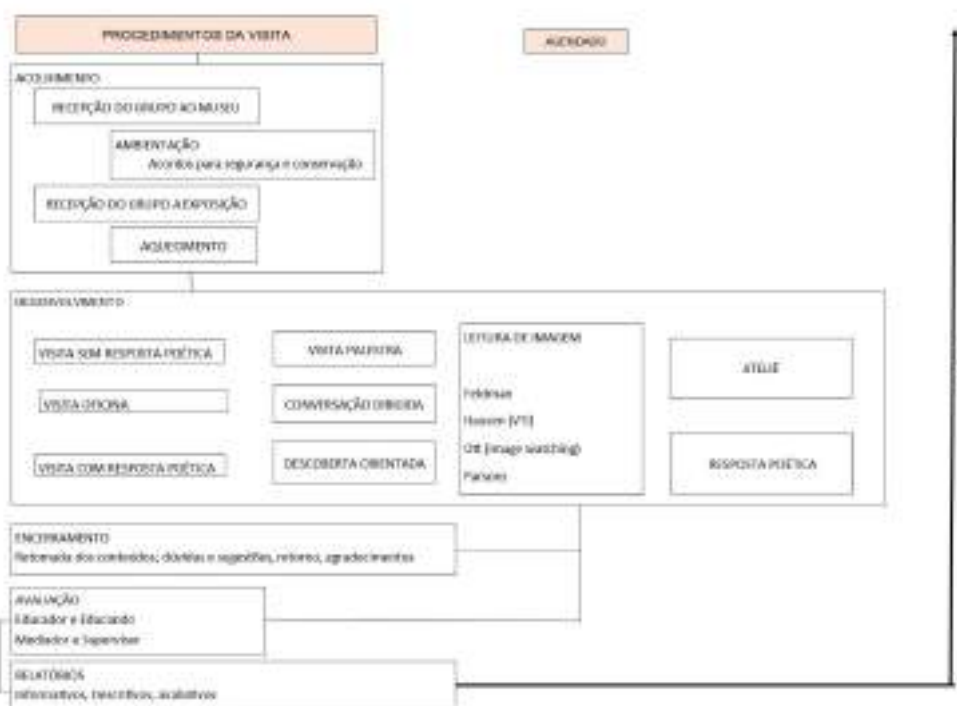 PROCEDIMENTOS DA VISITA
AGENDADO
ACOLHIMENTO
RECEPÇÃO DO GRUPO AO MUSEU
AMBIENTAÇÃO
Acordos para segurança e conservação
RECEPÇÃO DO GRUPO A EXPOSIÇÃO
AQUECIMENTO
DESENVOLVIMENTO
VISITA SEM RESPOSTA POÉTICA
VISITA OFICINA
VISITA COM RESPOSTA POÉTICA
VISITA PALESTRA
CONVERSAÇÃO DIRIGIDA
DESCOBERTA ORIENTADA
LEITURA DE IMAGEM
Feldman
Housen (VTS)
Ott (Image watching)
Parsons
ATELIÊ
RESPOSTA POÉTICA
ENCERRAMENTO
Retomada dos conteúdos, dúvidas e sugestões, retorno, agradecimentos
AVALIAÇÃO
Educador e Educando
Mediador e Supervisor
RELATÓRIOS
Informativos, Descritivos, avaliativos